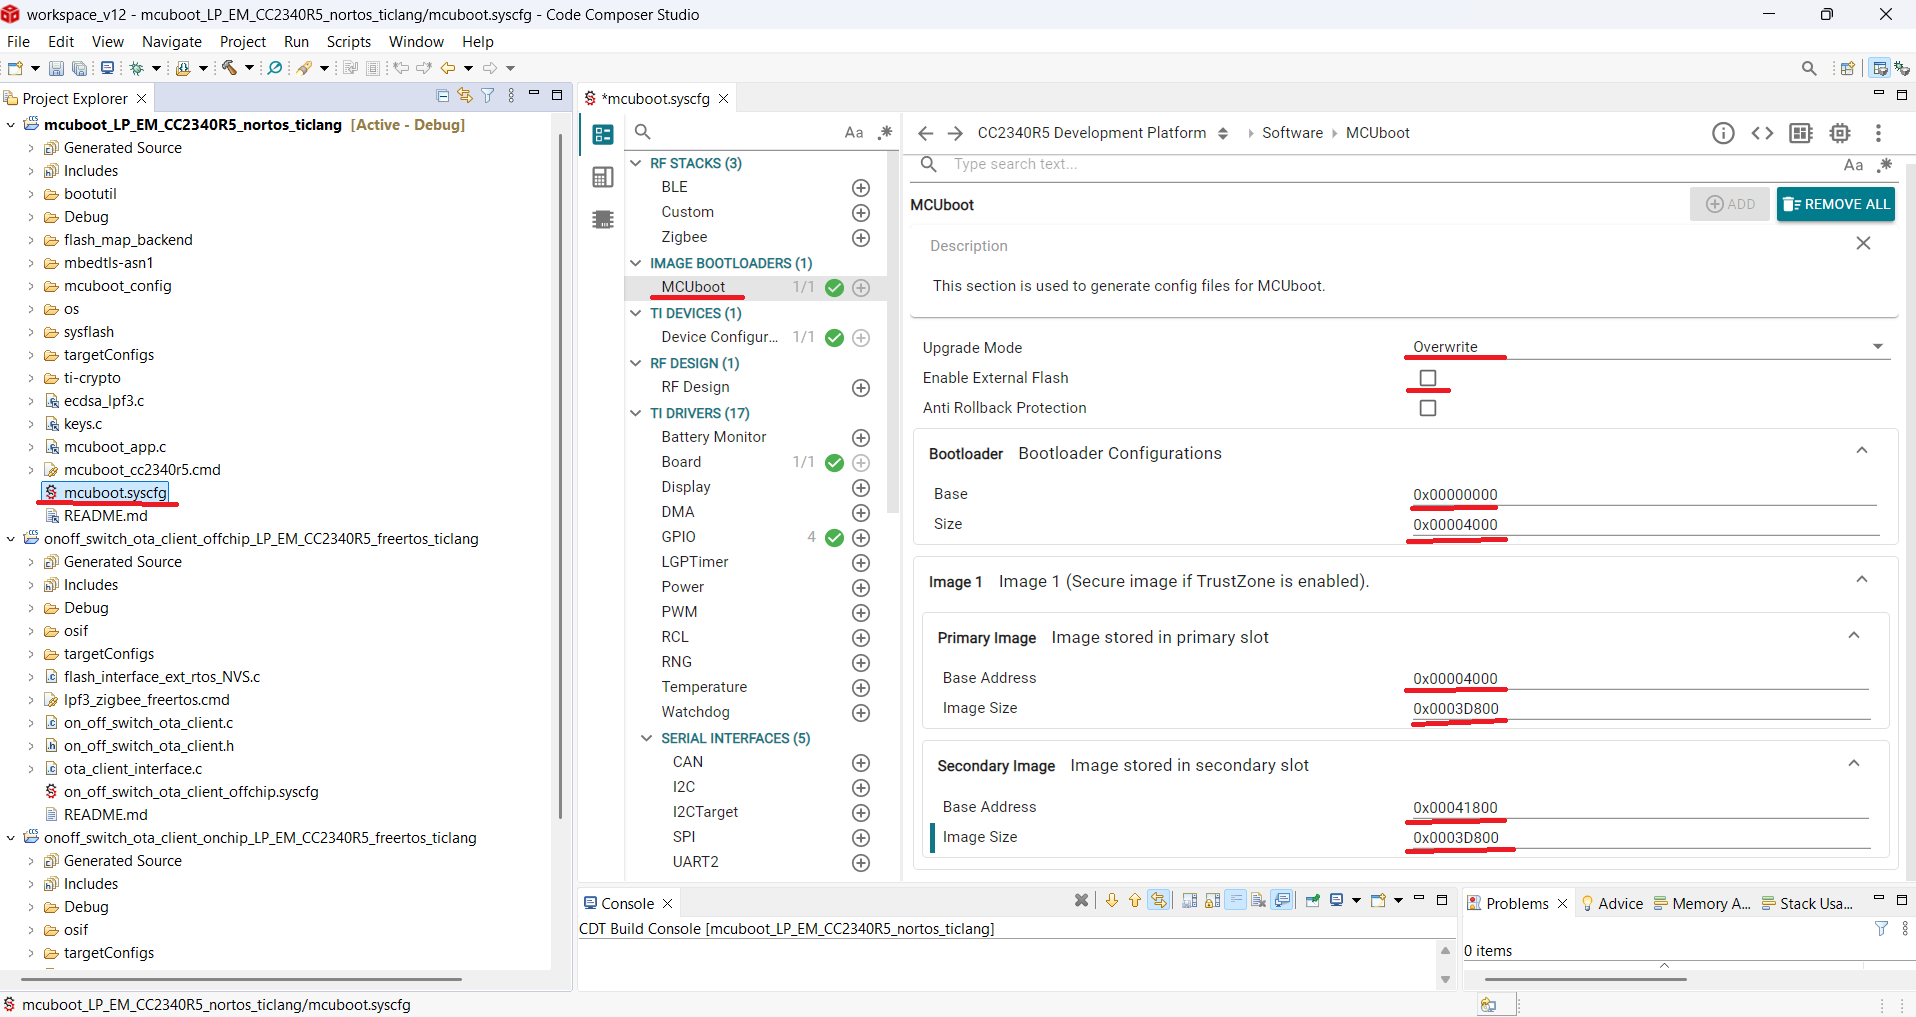 workspace_v12 - mcuboot_LP_EM_CC2340R5_nortos_ticlang/mcuboot.syscfg - Code Composer Studio
File Edit View Navigate Project Run Scripts Window Help
Project Explorer
mcuboot_LP_EM_CC2340R5_nortos_ticlang [Active - Debug]
Generated Source
Includes
bootutil
Debug
flash_map_backend
mbedtls-asn1
mcuboot_config
os
sysflash
targetConfigs
ti-crypto
ecdsa_lpf3.c
keys.c
mcuboot_app.c
mcuboot_cc2340r5.cmd
mcuboot.syscfg
README.md
onoff_switch_ota_client_offchip_LP_EM_CC2340R5_freertos_ticlang
Generated Source
Includes
Debug
osif
targetConfigs
flash_interface_ext_rtos_NVS.c
lpf3_zigbee_freertos.cmd
on_off_switch_ota_client.c
on_off_switch_ota_client.h
ota_client_interface.c
on_off_switch_ota_client_offchip.syscfg
README.md
onoff_switch_ota_client_onchip_LP_EM_CC2340R5_freertos_ticlang
Generated Source
Includes
Debug
osif
targetConfigs
*mcuboot.syscfg
Aa .*
RF STACKS (3)
BLE
Custom
Zigbee
IMAGE BOOTLOADERS (1)
MCUboot 1/1
TI DEVICES (1)
Device Configur... 1/1
RF DESIGN (1)
RF Design
TI DRIVERS (17)
Battery Monitor
Board 1/1
Display
DMA
GPIO 4
LGPTimer
Power
PWM
RCL
RNG
Temperature
Watchdog
SERIAL INTERFACES (5)
CAN
I2C
I2CTarget
SPI
UART2
CC2340R5 Development Platform Software MCUboot
Type search text... Aa .*
MCUboot ADD REMOVE ALL
Description
This section is used to generate config files for MCUboot.
Upgrade Mode Overwrite
Enable External Flash
Anti Rollback Protection
Bootloader Bootloader Configurations
Base 0x00000000
Size 0x00004000
Image 1 Image 1 (Secure image if TrustZone is enabled).
Primary Image Image stored in primary slot
Base Address 0x00004000
Image Size 0x0003D800
Secondary Image Image stored in secondary slot
Base Address 0x00041800
Image Size 0x0003D800
Console
CDT Build Console [mcuboot_LP_EM_CC2340R5_nortos_ticlang]
Problems Advice Memory A... Stack Usa...
0 items
mcuboot_LP_EM_CC2340R5_nortos_ticlang/mcuboot.syscfg